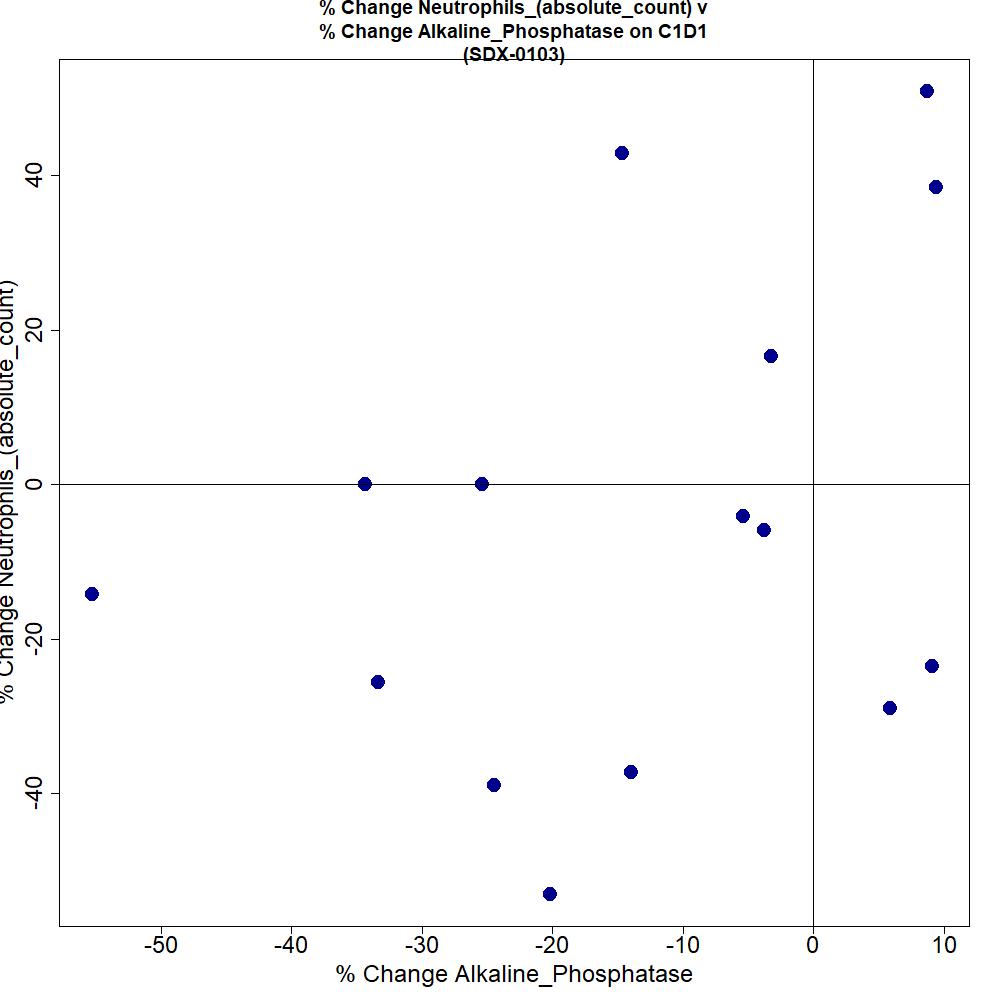 % Change Neutrophils_(absolute_count) v
% Change Alkaline_Phosphatase on C1D1
(SDX-0103)
% Change Neutrophils_(absolute_count)
40
20
0
-20
-40
-50
-40
-30
-20
-10
0
10
% Change Alkaline_Phosphatase